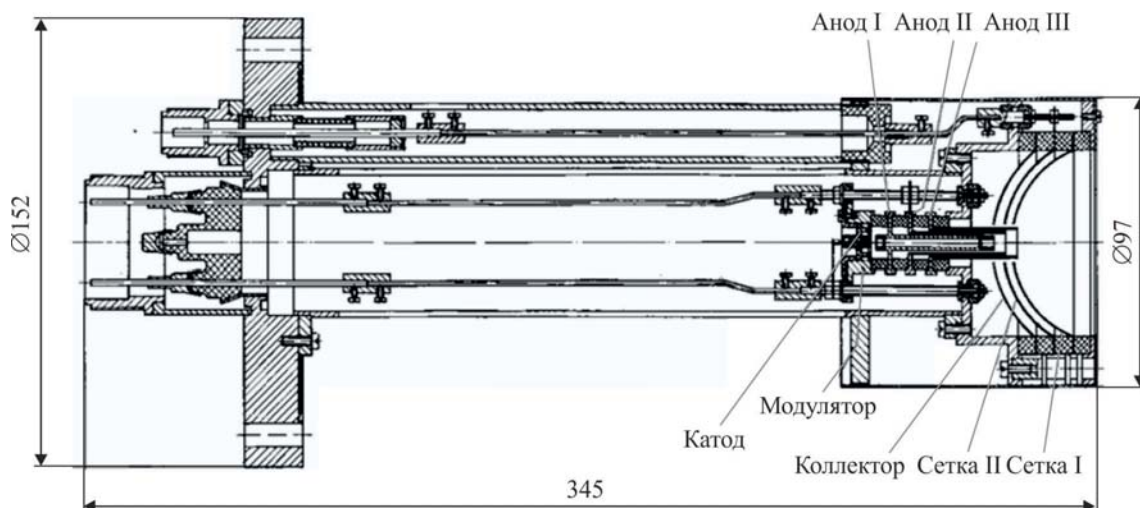 Анод I Анод II Анод III
Ø152
Ø97
Модулятор
Катод
Коллектор Сетка II Сетка I
345